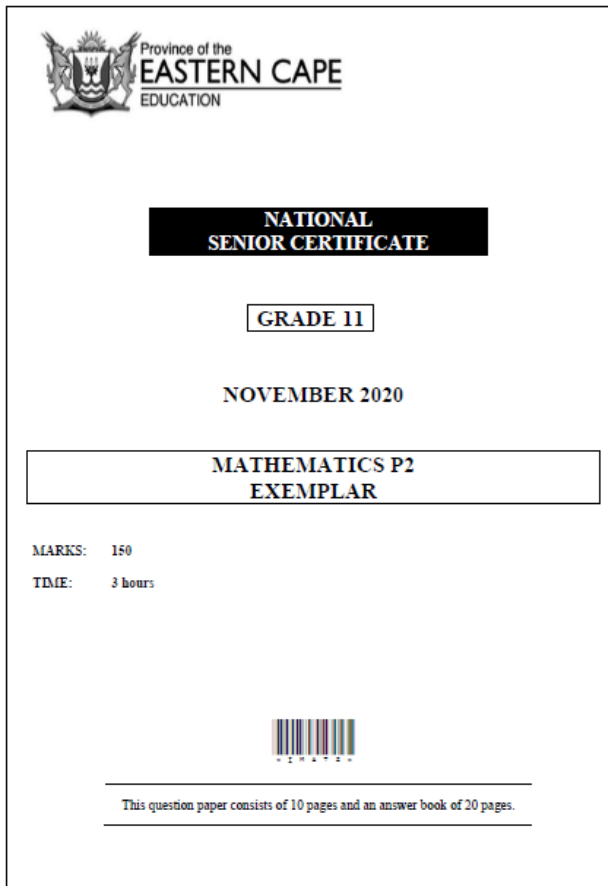 Province of the
EASTERN CAPE
EDUCATION
NATIONAL
SENIOR CERTIFICATE
GRADE 11
NOVEMBER 2020
MATHEMATICS P2
EXEMPLAR
MARKS: 150
TIME: 3 hours
This question paper consists of 10 pages and an answer book of 20 pages.